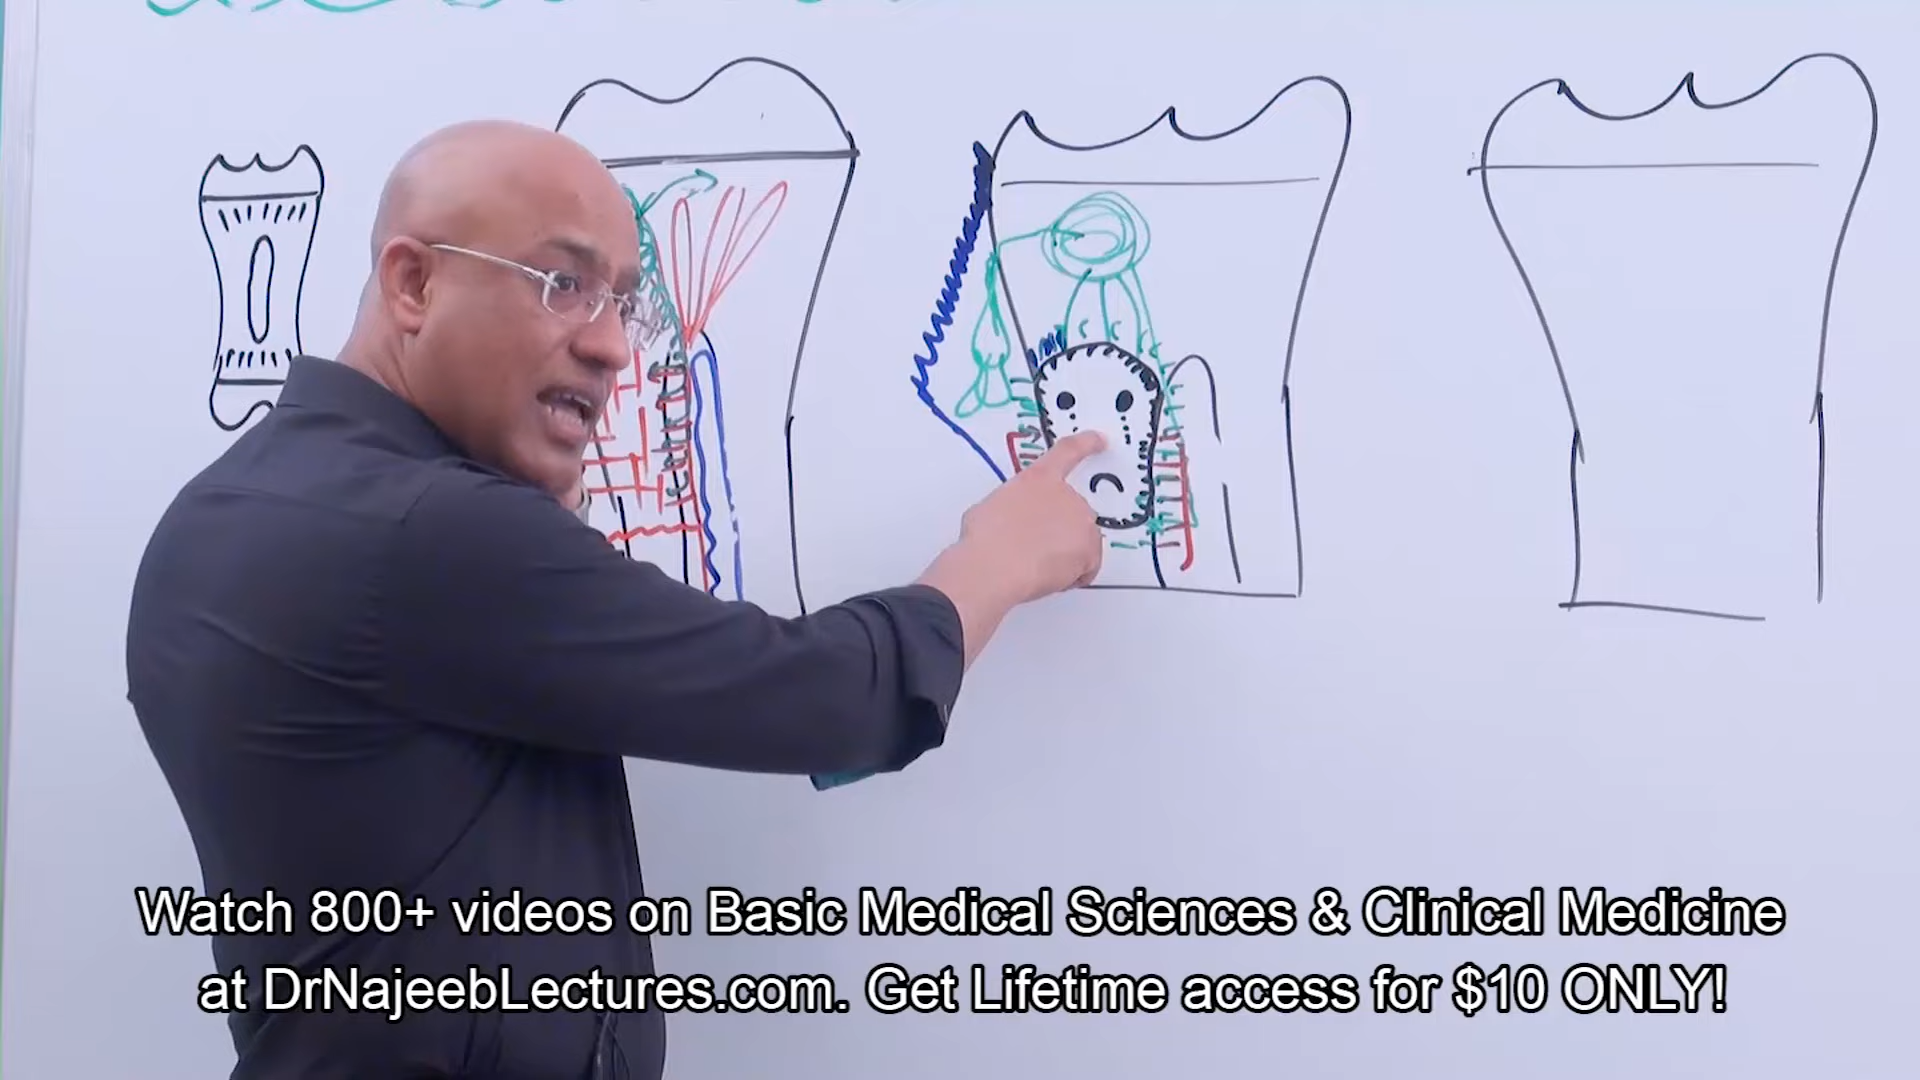 Watch 800+ videos on Basic Medical Sciences & Clinical Medicine
at DrNajeebLectures.com. Get Lifetime access for $10 ONLY!